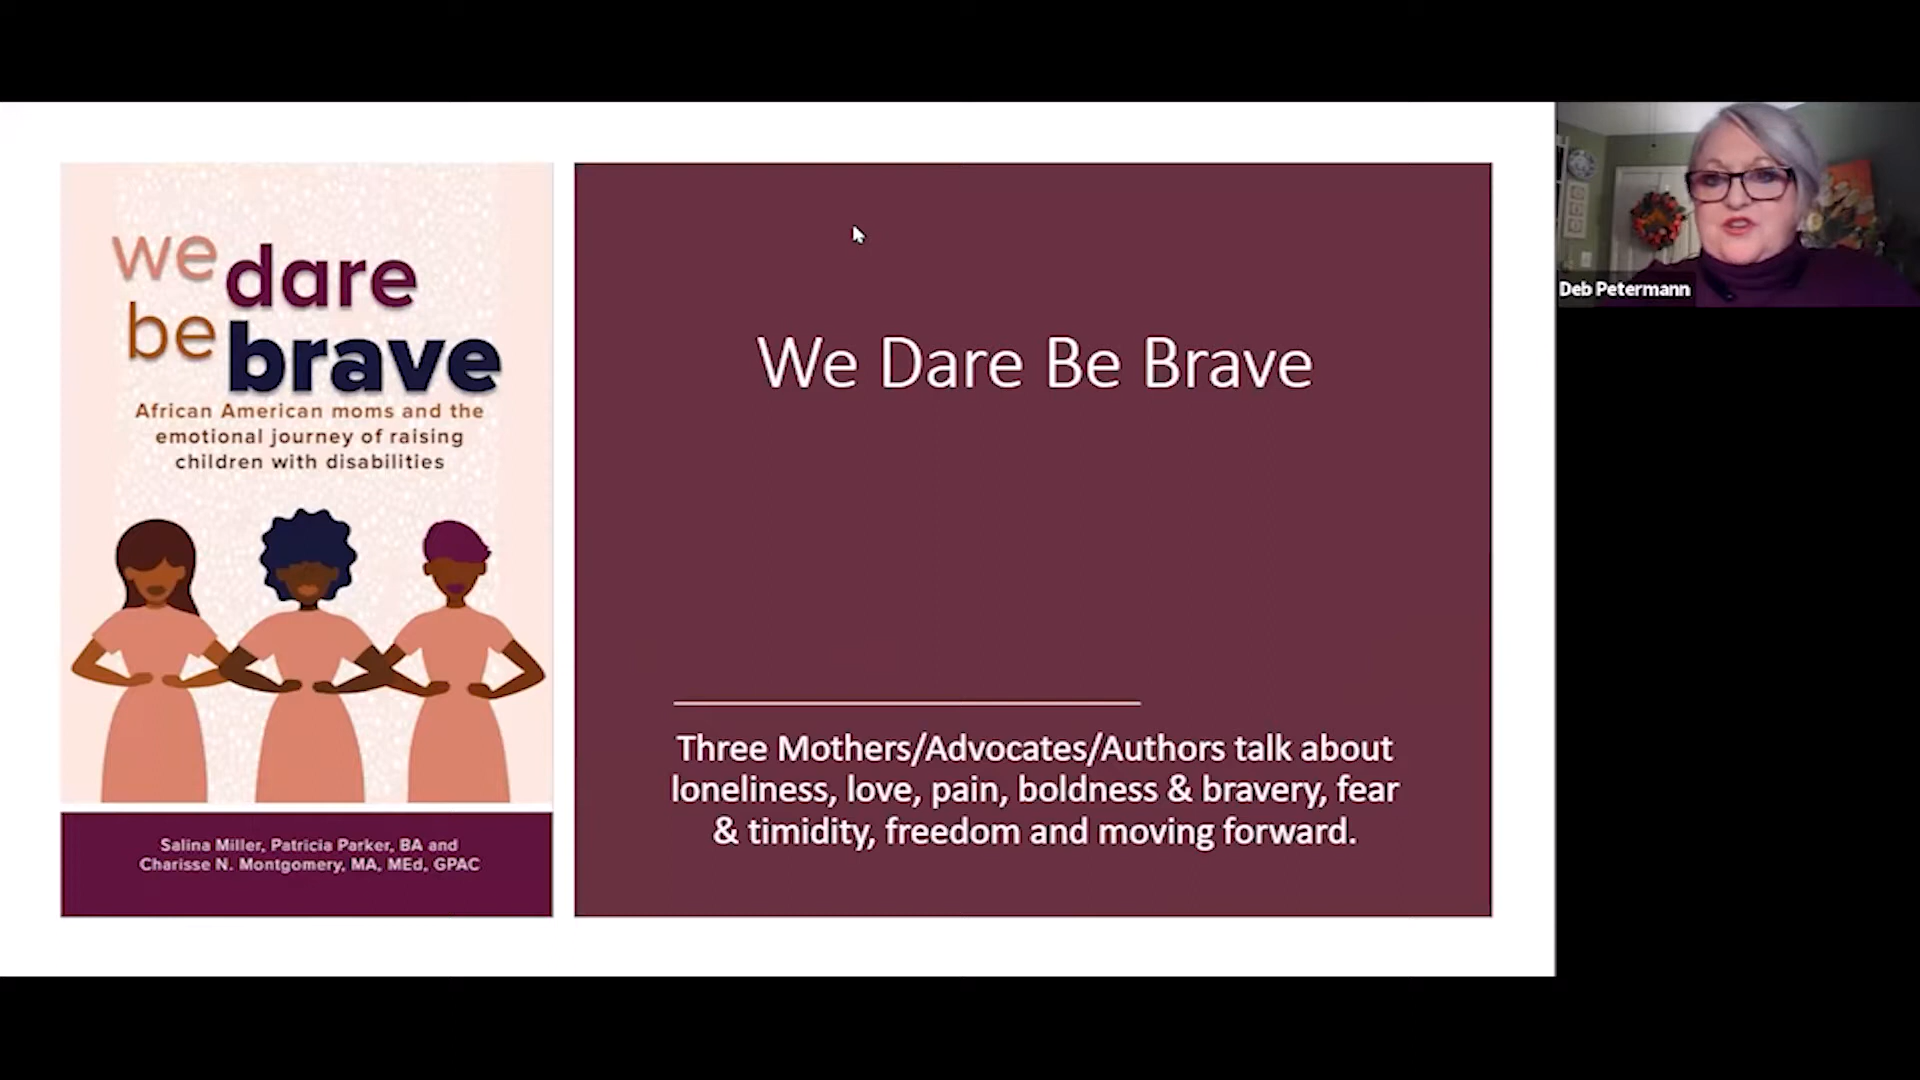 we dare
be brave
African American moms and the
emotional journey of raising
children with disabilities
Salina Miller, Patricia Parker, BA and
Charisse N. Montgomery, MA, MEd, GPAC
We Dare Be Brave
Three Mothers/Advocates/Authors talk about
loneliness, love, pain, boldness & bravery, fear
& timidity, freedom and moving forward.
Deb Petermann